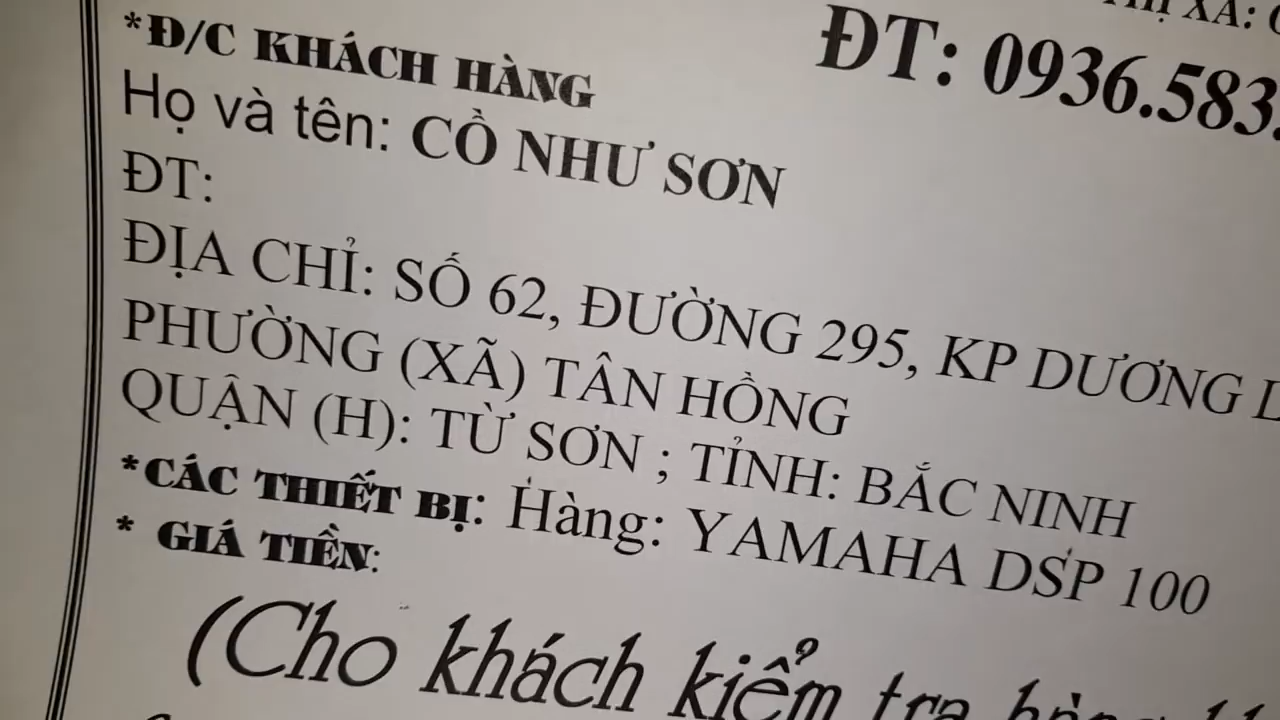 XÃ:
ĐT: 0936.583.
*Đ/C KHÁCH HÀNG
Họ và tên: CỒ NHƯ SƠN
ĐT:
ĐỊA CHỈ: SỐ 62, ĐƯỜNG 295, KP DƯƠNG
PHƯỜNG (XÃ) TÂN HỒNG
QUẬN (H): TỪ SƠN ; TỈNH: BẮC NINH
*CÁC THIẾT BỊ: Hàng: YAMAHA DSP 100
* GIÁ TIỀN:
(Cho khách kiểm tra